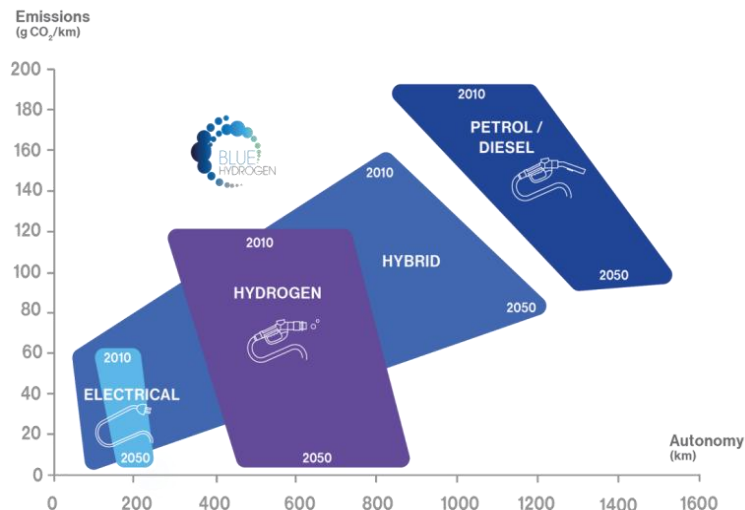 Emissions
(g CO₂/km)
200
180
160
140
120
100
80
60
40
20
0
BLUE
HYDROGEN
2010
PETROL /
DIESEL
2050
2010
HYBRID
2050
2010
HYDROGEN
2050
2010
ELECTRICAL
2050
Autonomy
(km)
0 200 400 600 800 1000 1200 1400 1600